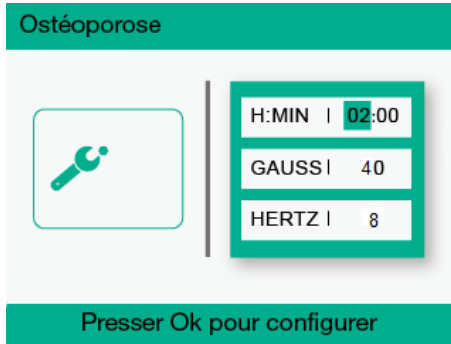 Ostéoporose
H:MIN | 02:00
GAUSS | 40
HERTZ | 8
Presser Ok pour configurer